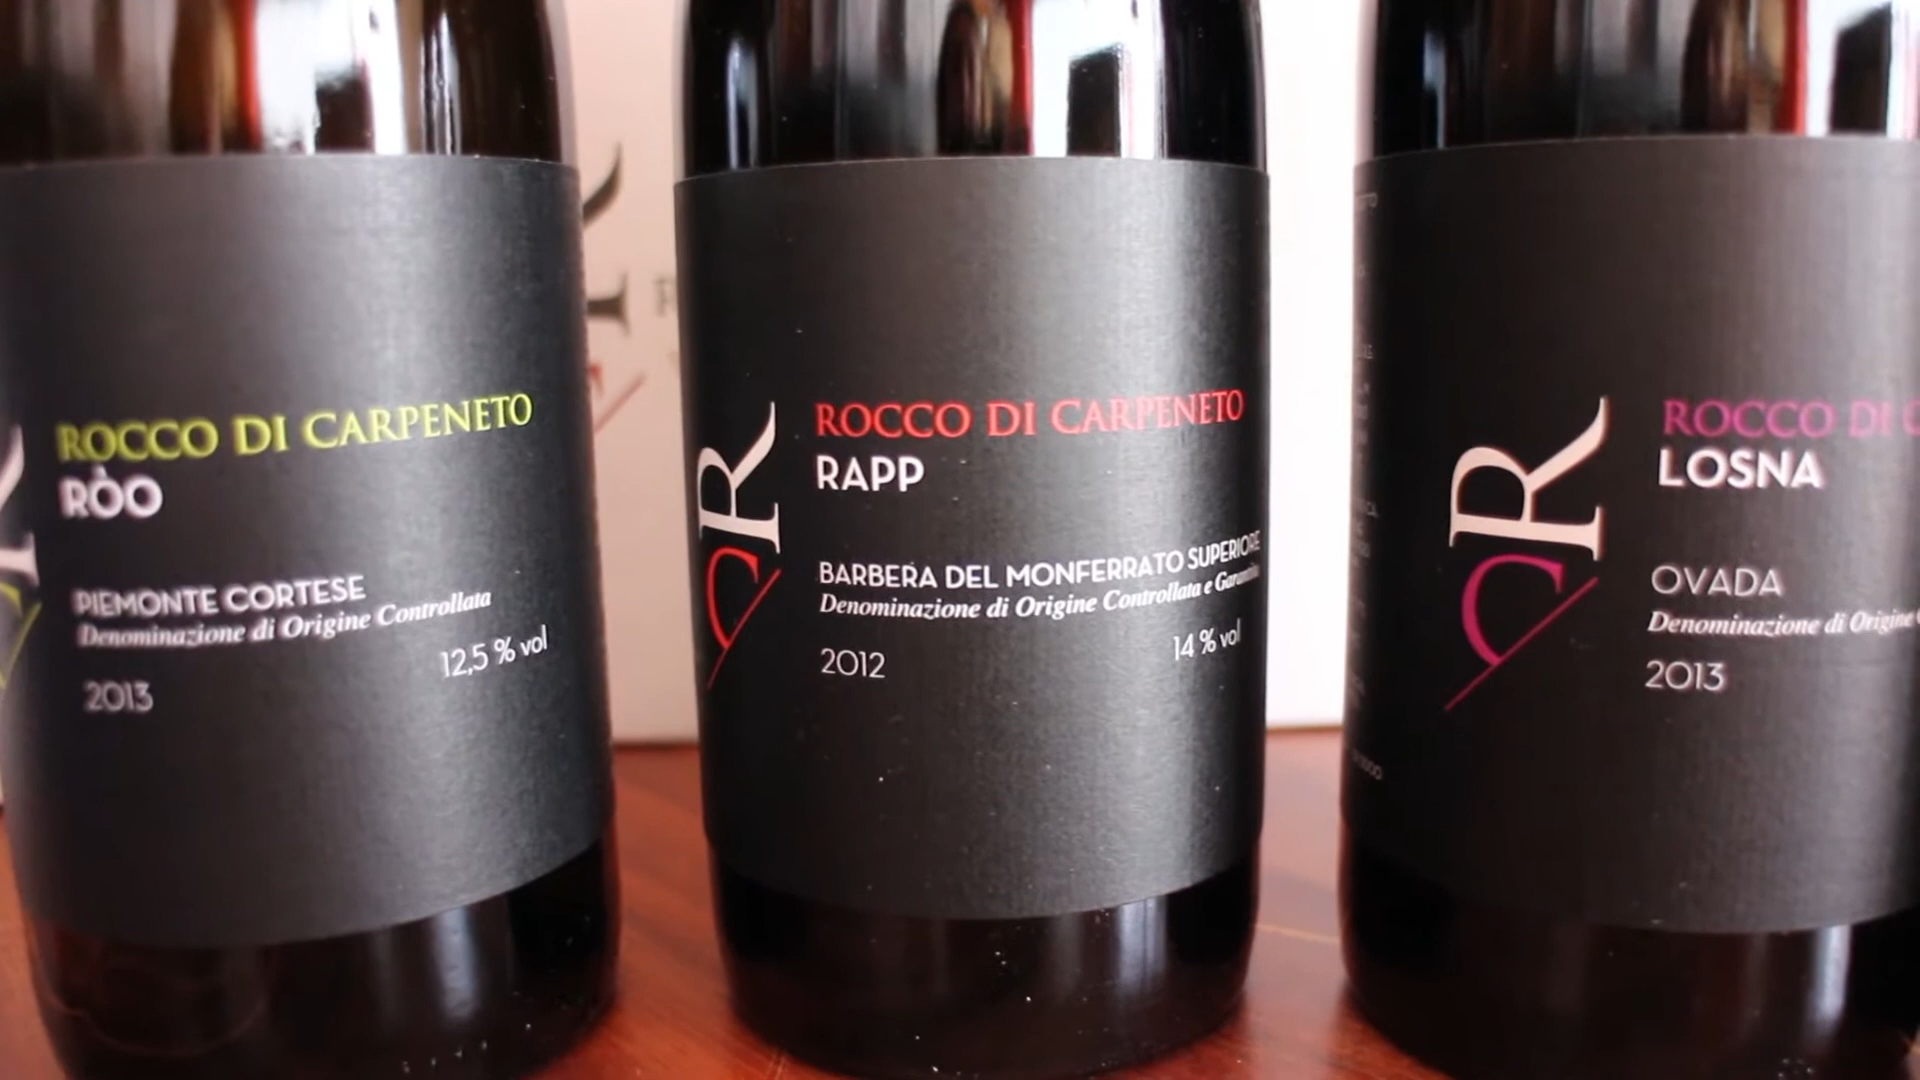 ROCCO DI CARPENETO
RÒO
PIEMONTE CORTESE
Denominazione di Origine Controllata
12,5 % vol
2013
CR
ROCCO DI CARPENETO
RAPP
BARBERA DEL MONFERRATO SUPERIORE
Denominazione di Origine Controllata e Garantita
14 % vol
2012
CR
ROCCO DI
LOSNA
OVADA
Denominazione di Origine
2013